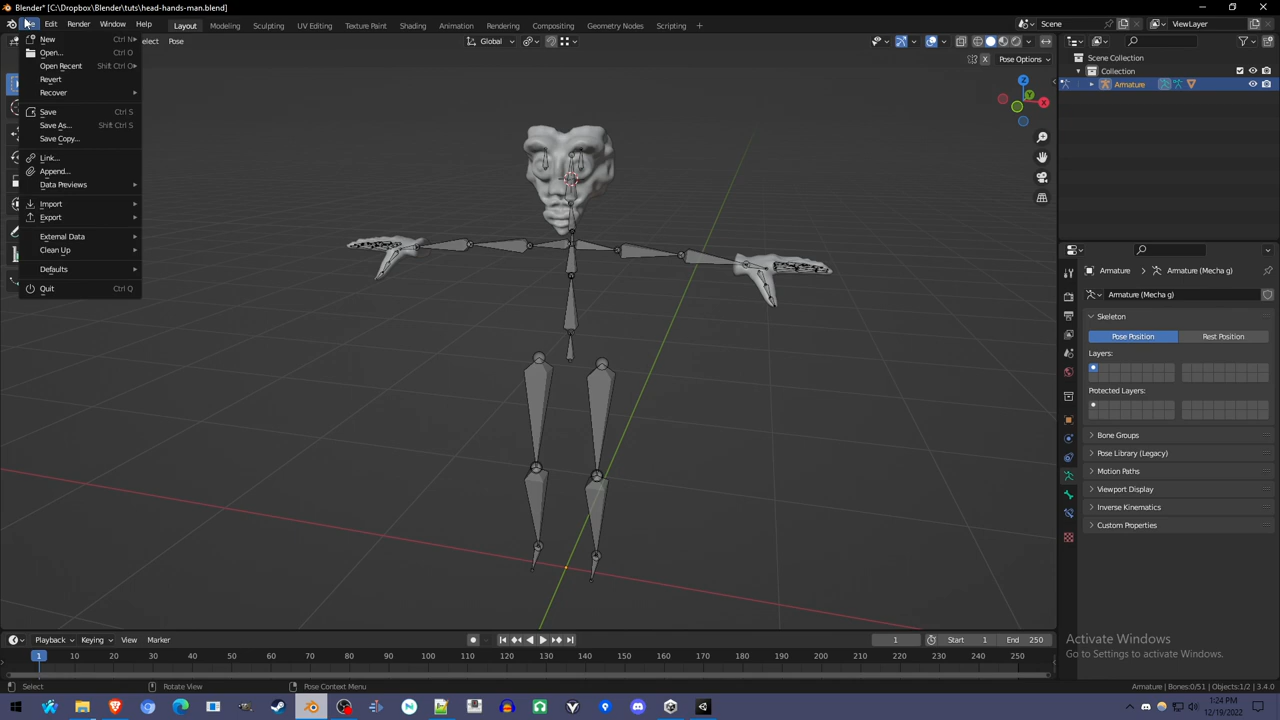 Blender* [C:\Dropbox\Blender\tuts\head-hands-man.blend]
File Edit Render Window Help Layout Modeling Sculpting UV Editing Texture Paint Shading Animation Rendering Compositing Geometry Nodes Scripting + Scene ViewLayer
Select Pose Global
X Pose Options
New Ctrl N
Open... Ctrl O
Open Recent Shift Ctrl O
Revert
Recover
Save Ctrl S
Save As... Shift Ctrl S
Save Copy...
Link...
Append...
Data Previews
Import
Export
External Data
Clean Up
Defaults
Quit Ctrl Q
Z
Y
X
Scene Collection
Collection
Armature
Armature Armature (Mecha g)
Armature (Mecha g)
Skeleton
Pose Position Rest Position
Layers:
Protected Layers:
Bone Groups
Pose Library (Legacy)
Motion Paths
Viewport Display
Inverse Kinematics
Custom Properties
Playback Keying View Marker 1 Start 1 End 250
1 10 20 30 40 50 60 70 80 90 100 110 120 130 140 150 160 170 180 190 200 210 220 230 240 250
Activate Windows
Go to Settings to activate Windows.
Select Rotate View Pose Context Menu Armature | Bones:0/51 | Objects:1/2 | 3.4.0
1:24 PM
12/19/2022